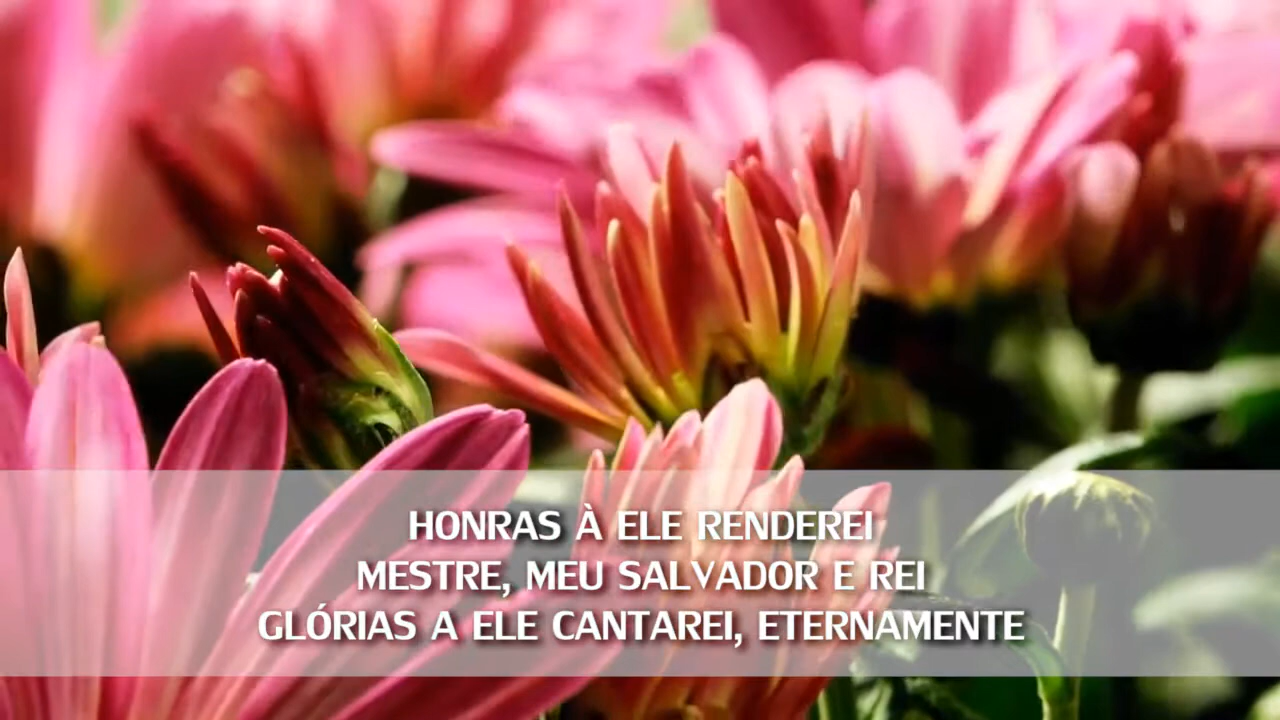 HONRAS À ELE RENDEREI
MESTRE, MEU SALVADOR E REI
GLÓRIAS A ELE CANTAREI, ETERNAMENTE